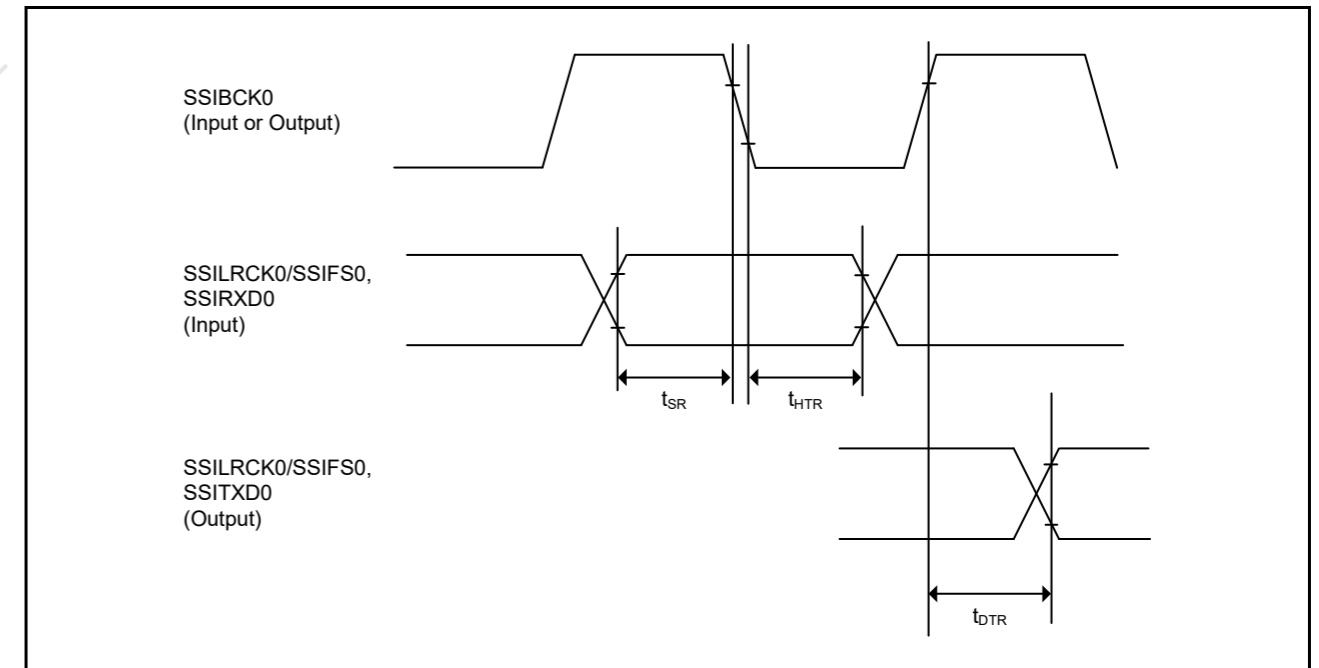 SSIBCK0
(Input or Output)
SSILRCK0/SSIFS0,
SSIRXD0
(Input)
tSR
tHTR
SSILRCK0/SSIFS0,
SSITXD0
(Output)
tDTR